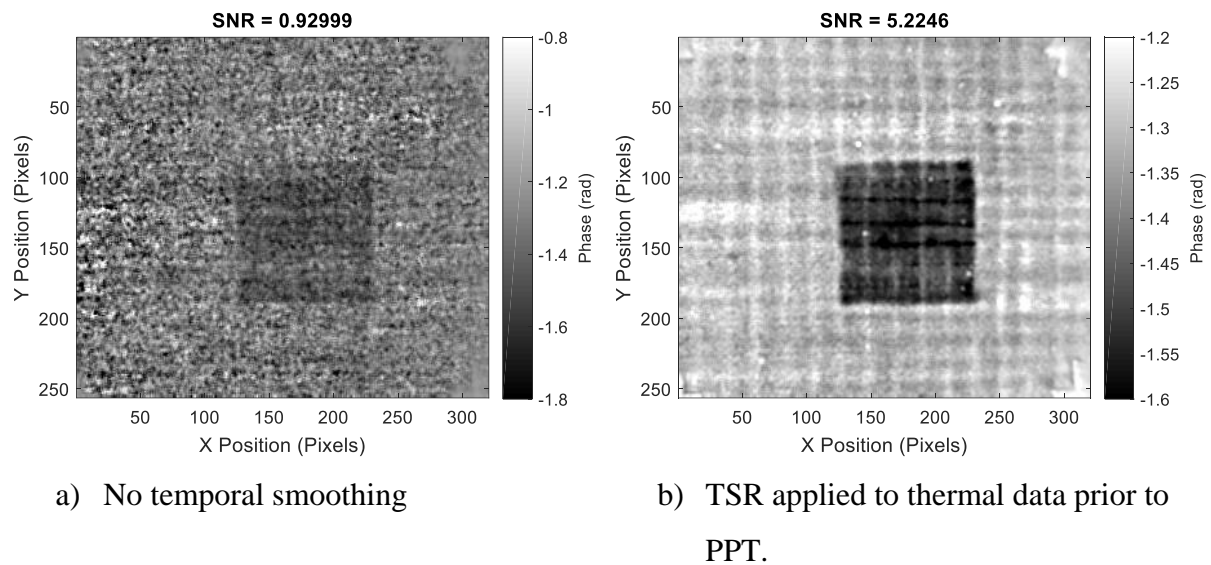 SNR = 0.92999
-0.8
-1
-1.2
-1.4
-1.6
-1.8
Phase (rad)
50
100
150
200
250
Y Position (Pixels)
50 100 150 200 250 300
X Position (Pixels)
a) No temporal smoothing
SNR = 5.2246
-1.2
-1.25
-1.3
-1.35
-1.4
-1.45
-1.5
-1.55
-1.6
Phase (rad)
50
100
150
200
250
Y Position (Pixels)
50 100 150 200 250 300
X Position (Pixels)
b) TSR applied to thermal data prior to
PPT.